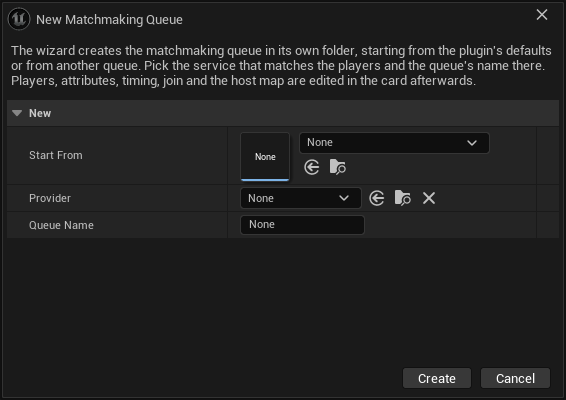 New Matchmaking Queue
The wizard creates the matchmaking queue in its own folder, starting from the plugin's defaults
or from another queue. Pick the service that matches the players and the queue's name there.
Players, attributes, timing, join and the host map are edited in the card afterwards.
New
Start From
None
None
Provider
None
Queue Name
None
Create
Cancel